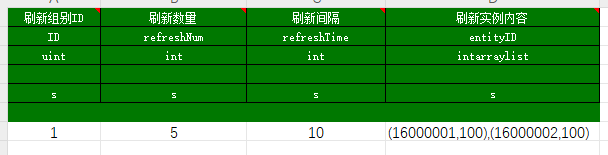 刷新组别ID 刷新数量 刷新间隔 刷新实例内容
ID refreshNum refreshTime entityID
uint int int intarraylist
s s s s
1 5 10 (16000001,100),(16000002,100)